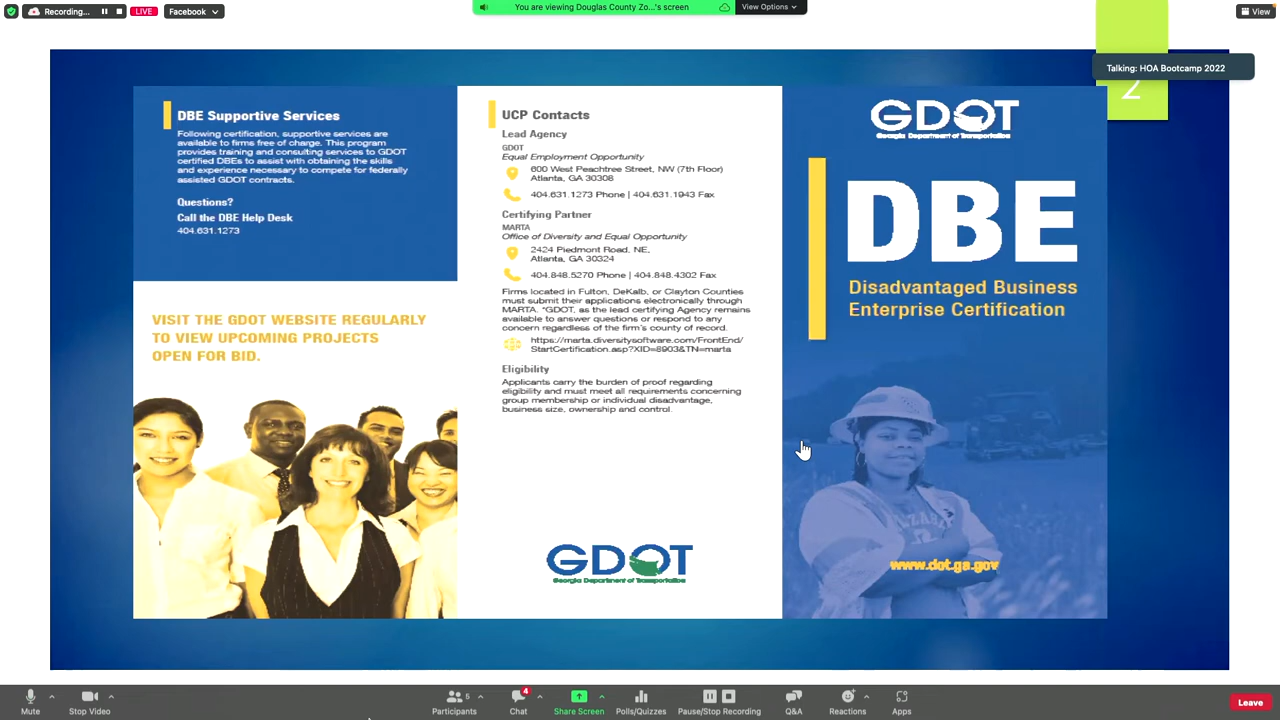 Recording...
LIVE
Facebook
You are viewing Douglas County Zo...'s screen
View Options
View
Talking: HOA Bootcamp 2022
2
DBE Supportive Services
Following certification, supportive services are
available to firms free of charge. This program
provides training and consulting services to GDOT
certified DBEs to assist with obtaining the skills
and experience necessary to compete for federally
assisted GDOT contracts.
Questions?
Call the DBE Help Desk
404.631.1273
VISIT THE GDOT WEBSITE REGULARLY
TO VIEW UPCOMING PROJECTS
OPEN FOR BID.
UCP Contacts
Lead Agency
GDOT
Equal Employment Opportunity
600 West Peachtree Street, NW (7th Floor)
Atlanta, GA 30308
404.631.1273 Phone | 404.631.1943 Fax
Certifying Partner
MARTA
Office of Diversity and Equal Opportunity
2424 Piedmont Road, NE,
Atlanta, GA 30324
404.848.5270 Phone | 404.848.4302 Fax
Firms located in Fulton, DeKalb, or Clayton Counties
must submit their applications electronically through
MARTA. *GDOT, as the lead certifying Agency remains
available to answer questions or respond to any
concern regardless of the firm's county of record.
https://marta.diversitysoftware.com/FrontEnd/
StartCertification.asp?XID=8903&TN=marta
Eligibility
Applicants carry the burden of proof regarding
eligibility and must meet all requirements concerning
group membership or individual disadvantage,
business size, ownership and control.
GDOT
Georgia Department of Transportation
GDOT
Georgia Department of Transportation
DBE
Disadvantaged Business
Enterprise Certification
www.dot.ga.gov
Mute
Stop Video
5
Participants
4
Chat
Share Screen
Polls/Quizzes
Pause/Stop Recording
Q&A
Reactions
Apps
Leave